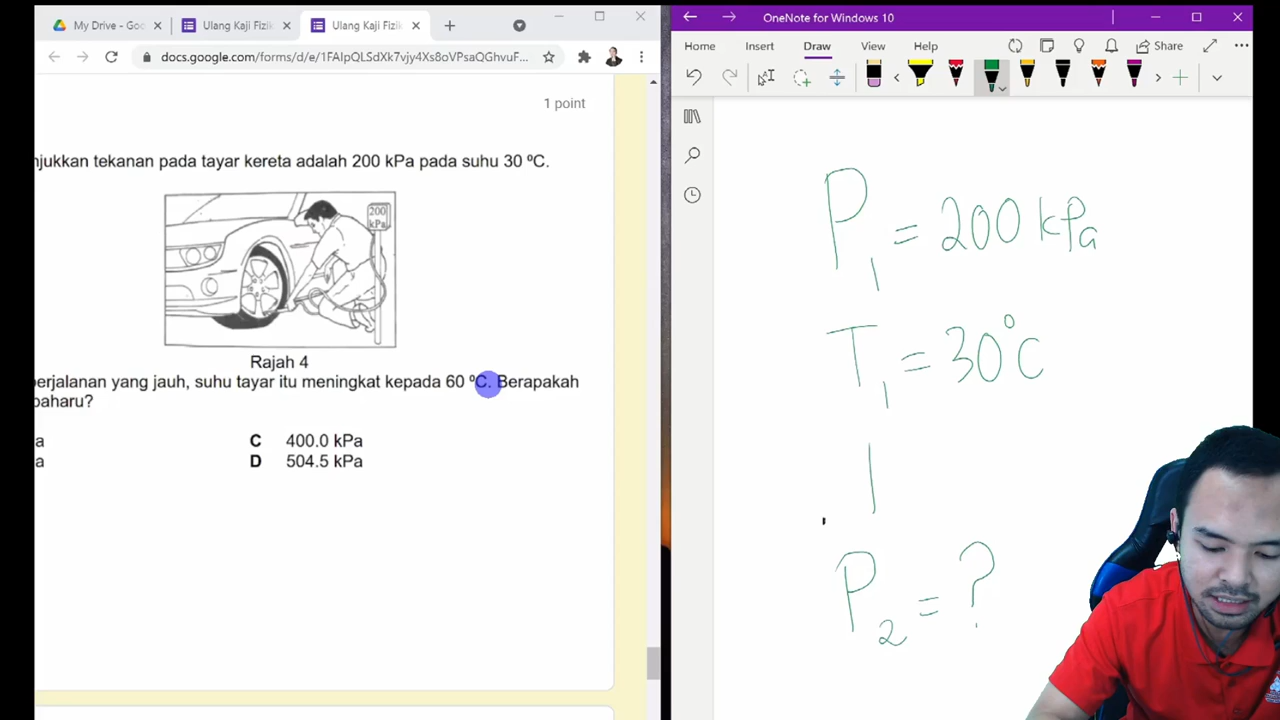 My Drive - Goo
Ulang Kaji Fizik
Ulang Kaji Fizik
docs.google.com/forms/d/e/1FAIpQLSdXk7vjy4Xs8oVPsaQGhvuF...
1 point
njukkan tekanan pada tayar kereta adalah 200 kPa pada suhu 30 ºC.
200
kPa
Rajah 4
perjalanan yang jauh, suhu tayar itu meningkat kepada 60 ºC. Berapakah
baharu?
a
C 400.0 kPa
a
D 504.5 kPa
OneNote for Windows 10
Home Insert Draw View Help
Share
P1 = 200 kPa
T1 = 30°C
P2 = ?